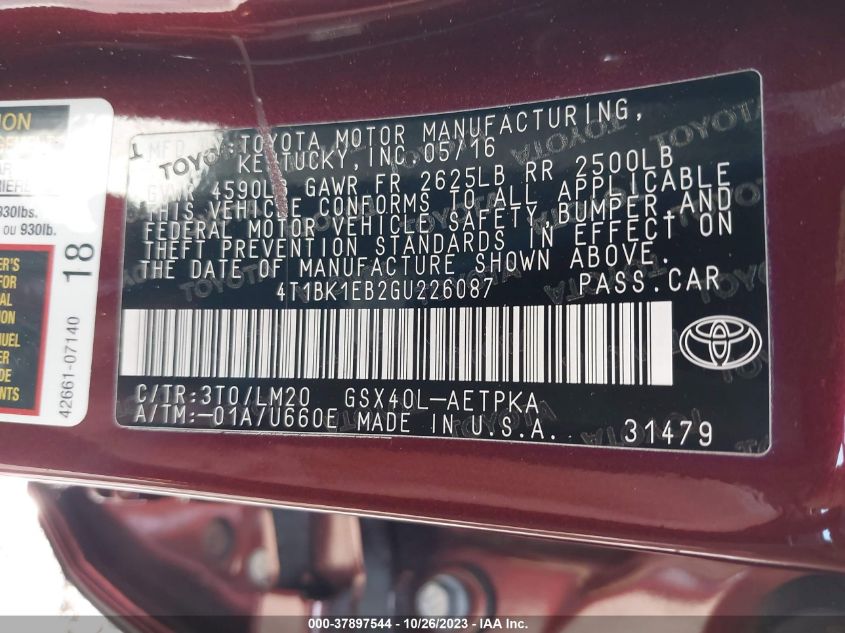 MFD. BY:TOYOTA MOTOR MANUFACTURING,
KENTUCKY, INC. 05/16
GVWR 4590LB GAWR FR 2625LB RR 2500LB
THIS VEHICLE CONFORMS TO ALL APPLICABLE
FEDERAL MOTOR VEHICLE SAFETY,BUMPER,AND
THEFT PREVENTION STANDARDS IN EFFECT ON
THE DATE OF MANUFACTURE SHOWN ABOVE.
4T1BK1EB2GU226087 PASS.CAR
C/TR:3T0/LM20 GSX40L-AETPKA
A/TM:-01A/U660E MADE IN U.S.A. 31479
930lbs.
ou 930lb.
18
42661-07140
000-37897544 - 10/26/2023 - IAA Inc.